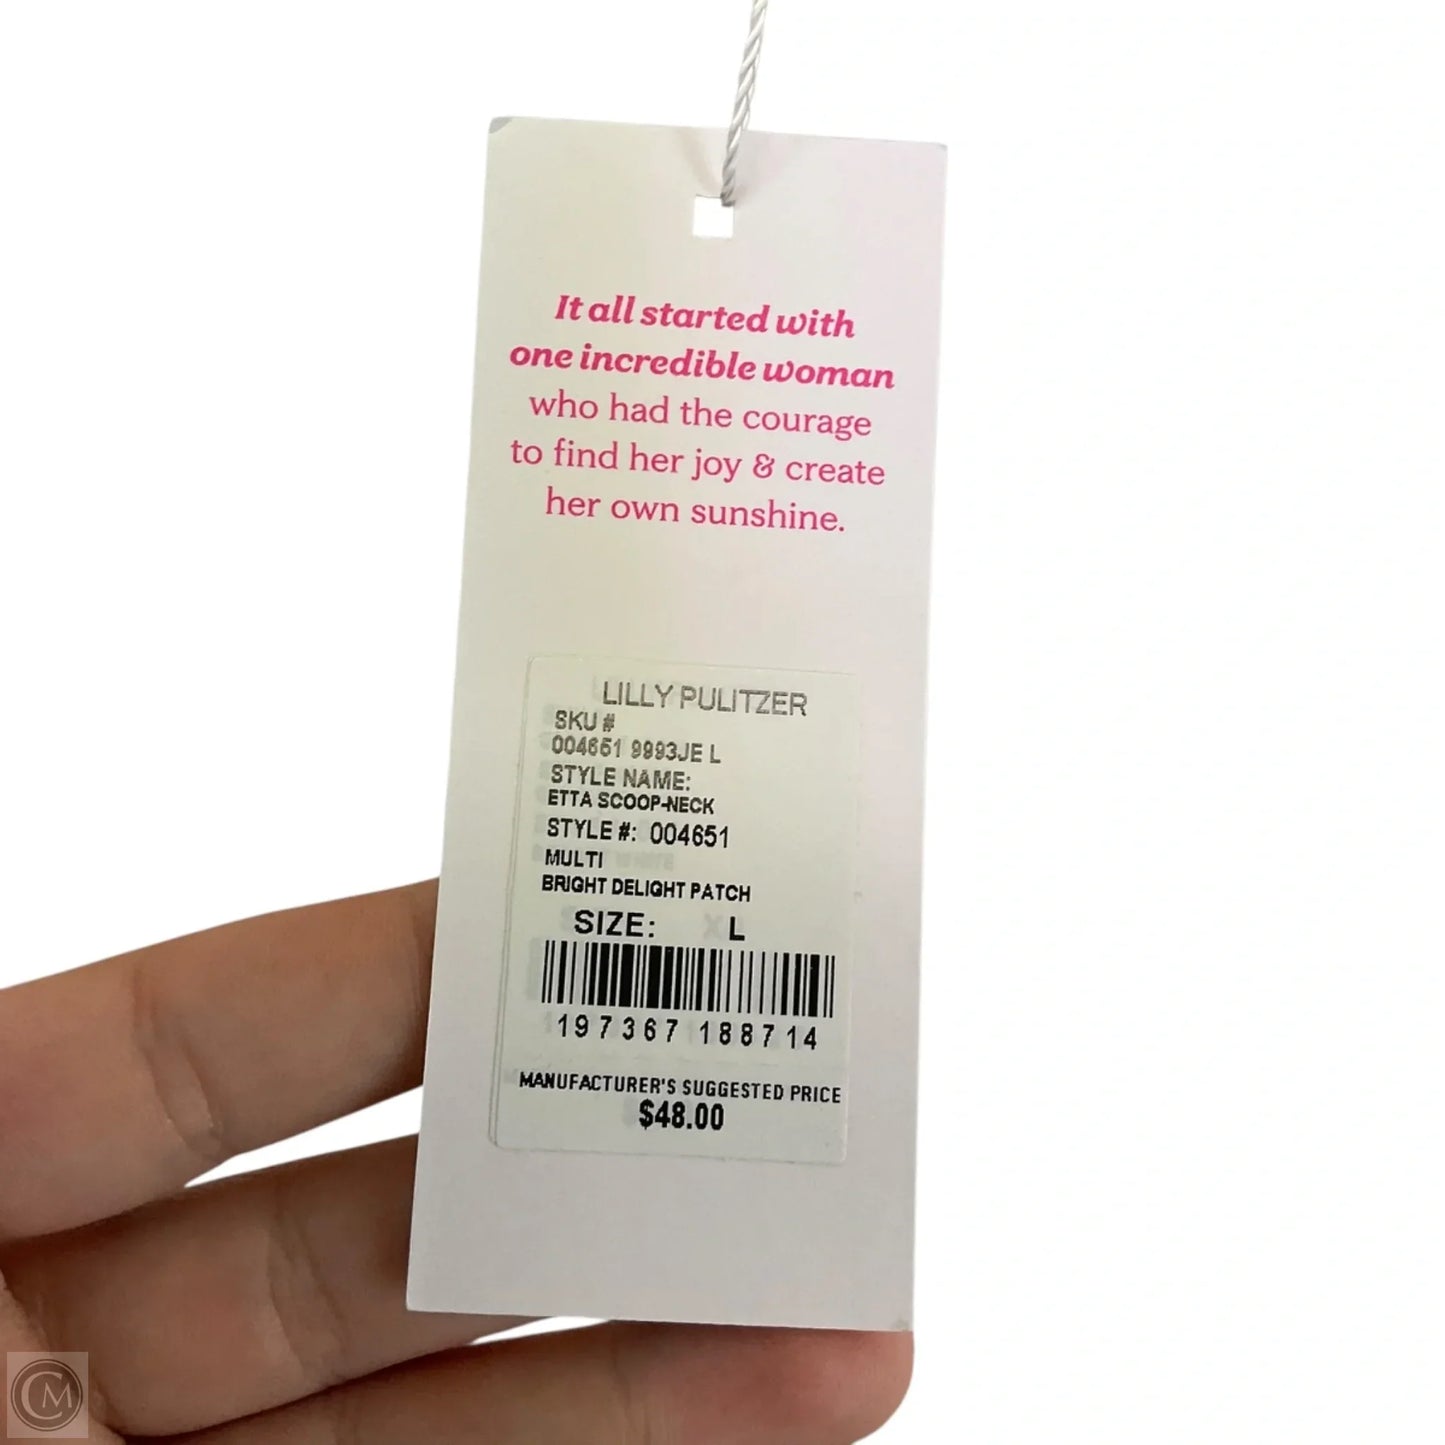 It all started with
one incredible woman
who had the courage
to find her joy & create
her own sunshine.
LILLY PULITZER
SKU #
004651 9993JE L
STYLE NAME:
ETTA SCOOP-NECK
STYLE #: 004651
MULTI
BRIGHT DELIGHT PATCH
SIZE: L
197367 188714
MANUFACTURER'S SUGGESTED PRICE
$48.00
CM